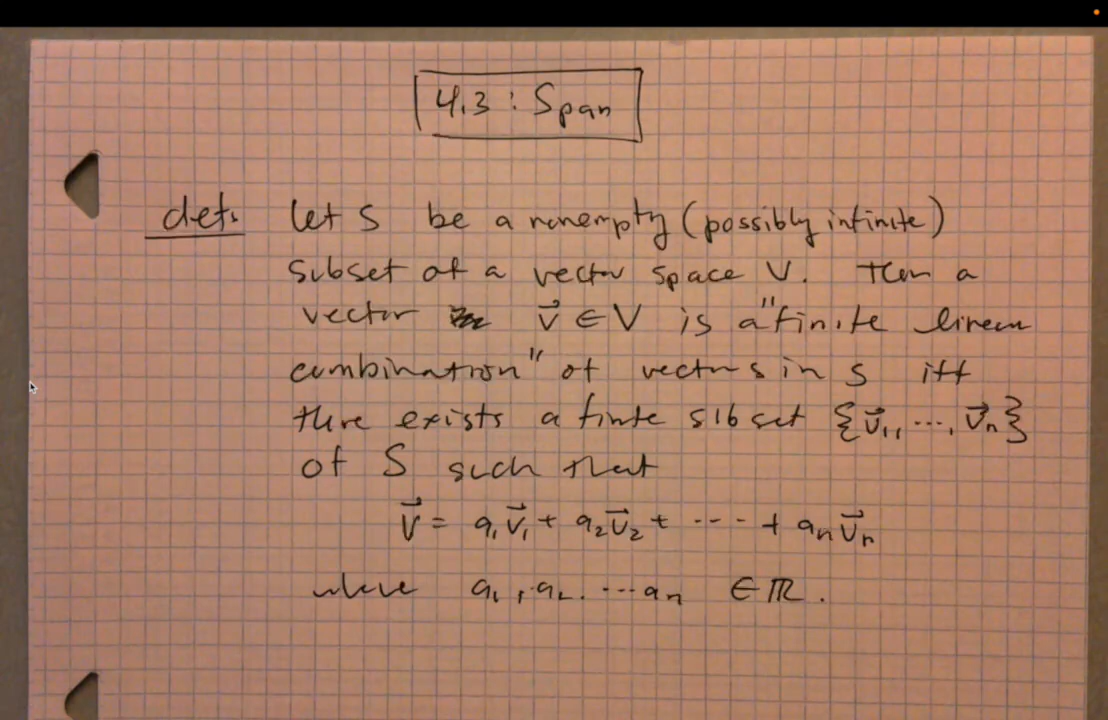 4.3 : Span
def. let S be a nonempty (possibly infinite)
subset of a vector space V. Then a
vector v⃗ ∈ V is a "finite linear
combination" of vectors in S iff
there exists a finite subset {v⃗₁, ..., v⃗ₙ}
of S such that
v⃗ = a₁v⃗₁ + a₂v⃗₂ + ---- + aₙv⃗ₙ
where a₁, a₂. ...aₙ ∈ ℝ.